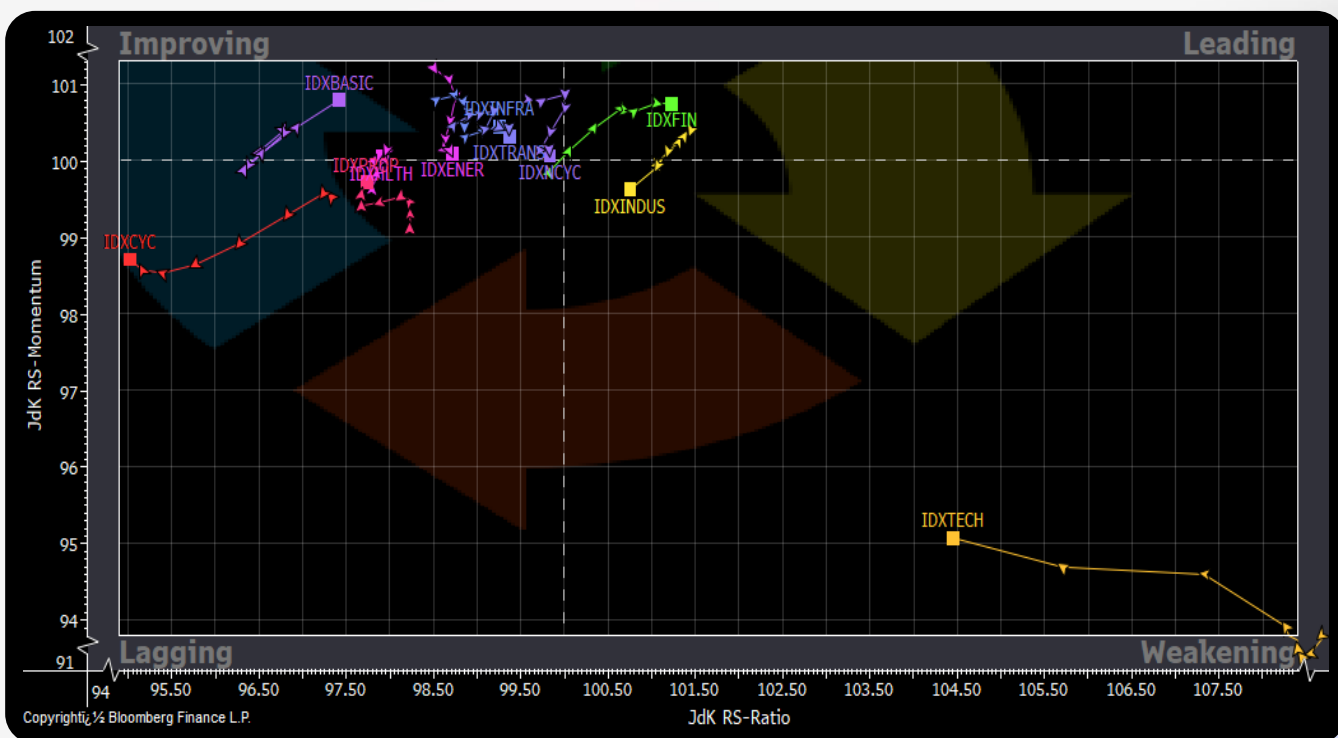 102
Improving
Leading
101
IDXBASIC
IDXINFRA
IDXFIN
100
IDXTRANS
IDXPROP
IDXHLTH
IDXENER
IDXNCYC
IDXINDUS
99
IDXCYC
JdK RS-Momentum
98
97
96
IDXTECH
95
94
Lagging
Weakening
91
94
95.50
96.50
97.50
98.50
99.50
100.50
101.50
102.50
103.50
104.50
105.50
106.50
107.50
Copyrightï¿½ Bloomberg Finance L.P.
JdK RS-Ratio